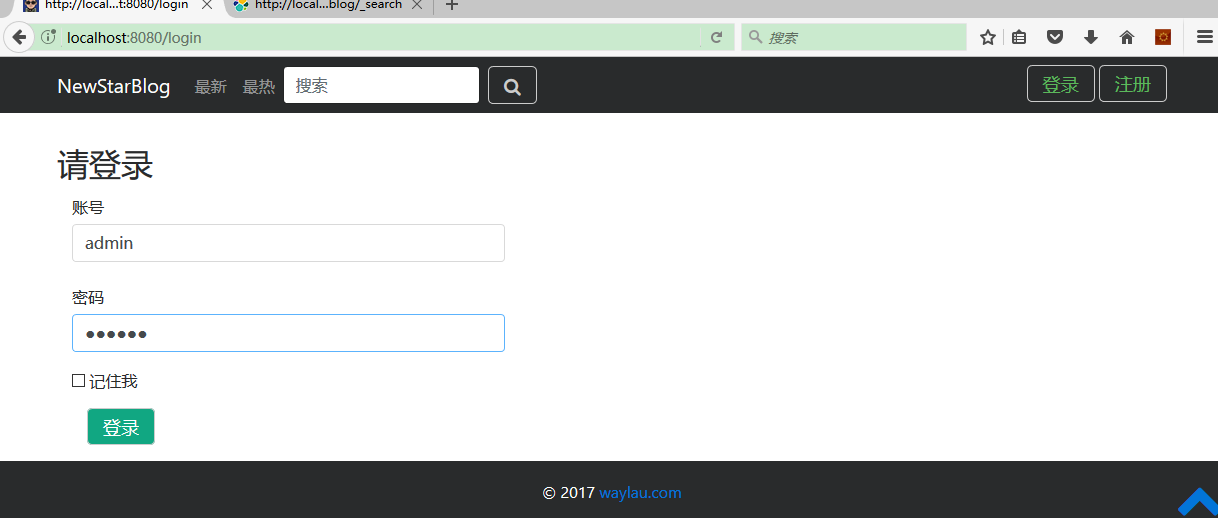 http://local...t:8080/login http://local...blog/_search
localhost:8080/login 搜索
NewStarBlog 最新 最热 搜索 登录 注册
请登录
账号
admin
密码
●●●●●●
记住我
登录
© 2017 waylau.com